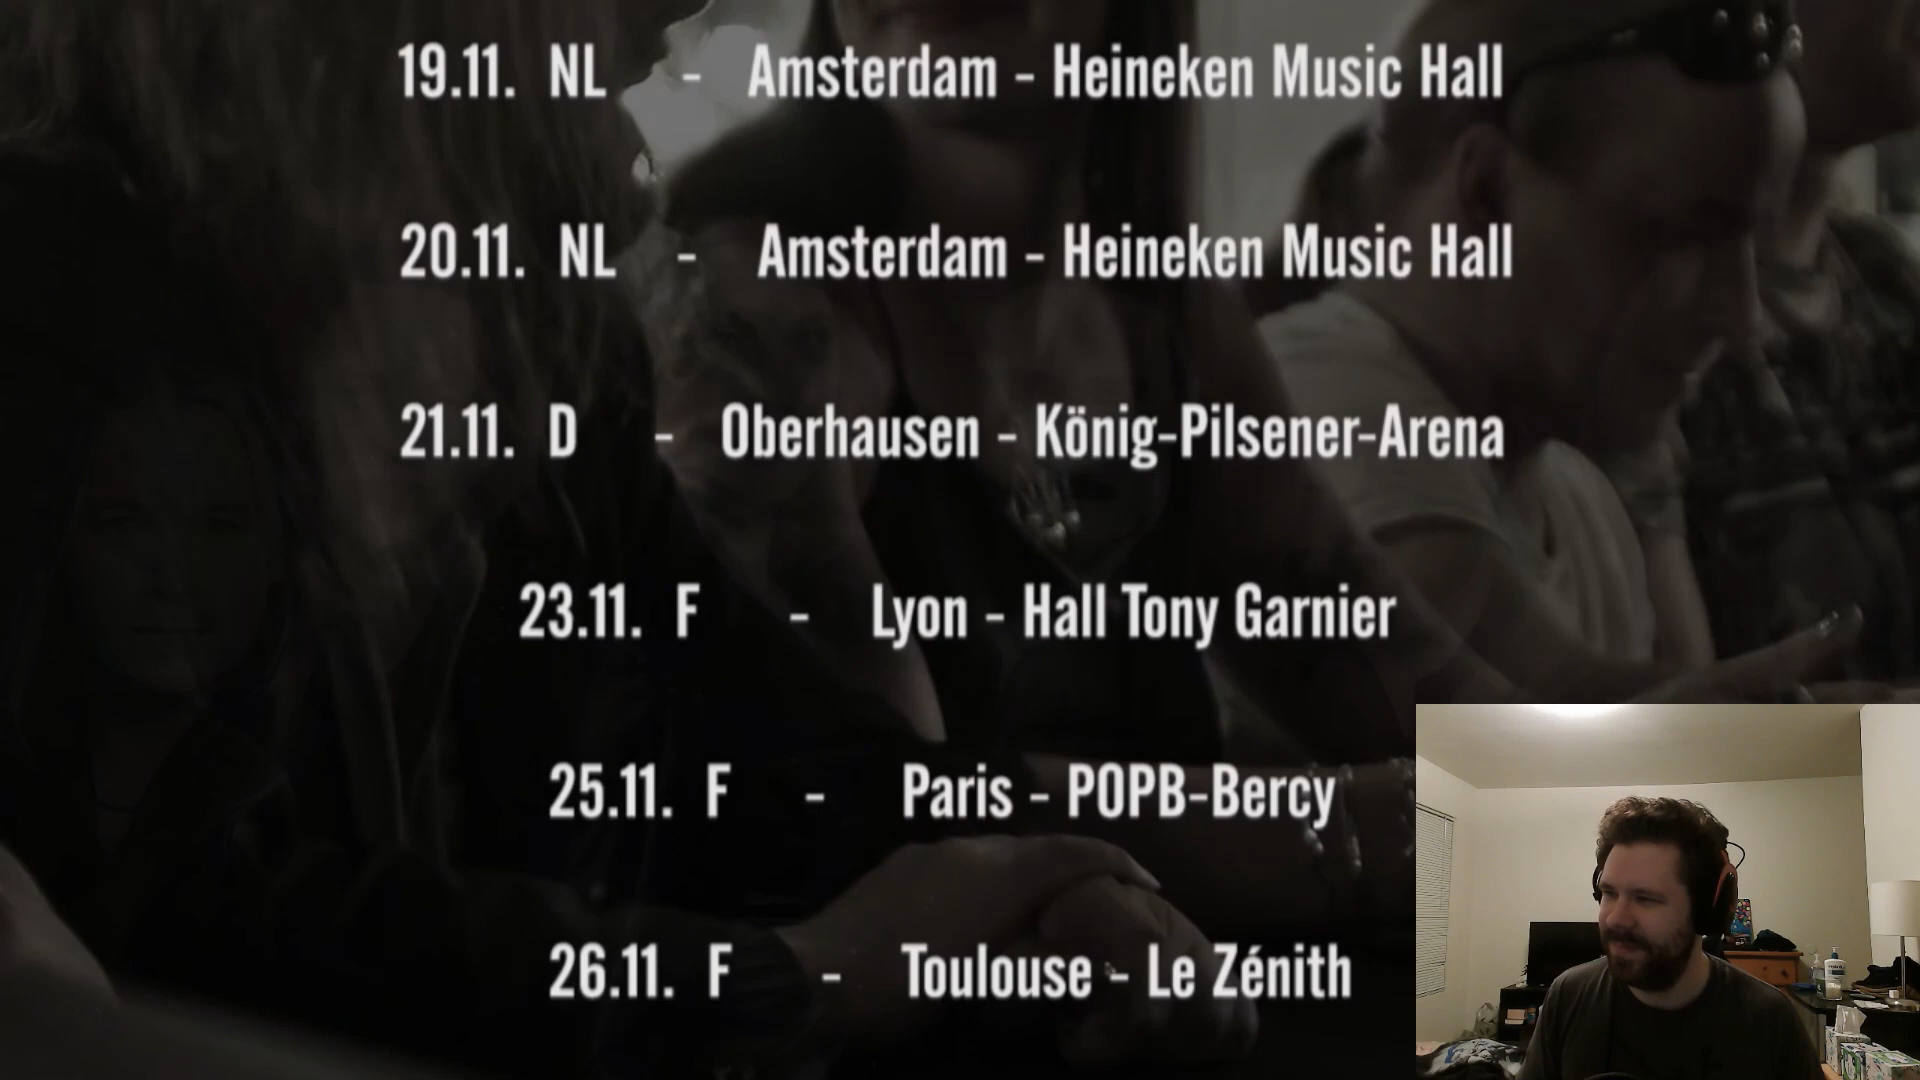 19.11. NL - Amsterdam - Heineken Music Hall
20.11. NL - Amsterdam - Heineken Music Hall
21.11. D - Oberhausen - König-Pilsener-Arena
23.11. F - Lyon - Hall Tony Garnier
25.11. F - Paris - POPB-Bercy
26.11. F - Toulouse - Le Zénith